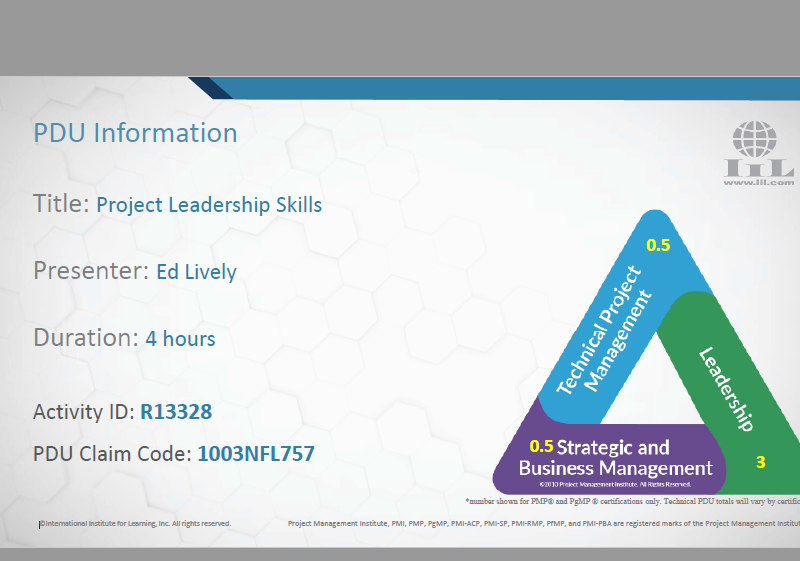 PDU Information
Title: Project Leadership Skills
Presenter: Ed Lively
Duration: 4 hours
Activity ID: R13328
PDU Claim Code: 1003NFL757
IIL
www.iil.com
0.5
Technical Project
Management
Leadership
3
0.5 Strategic and
Business Management
©2010 Project Management Institute. All Rights Reserved.
*number shown for PMP® and PgMP ® certifications only. Technical PDU totals will vary by
©International Institute for Learning, Inc. All rights reserved.
Project Management Institute, PMI, PMP, PgMP, PMI-ACP, PMI-SP, PMI-RMP, PfMP, and PMI-PBA are registered marks of the Project Management